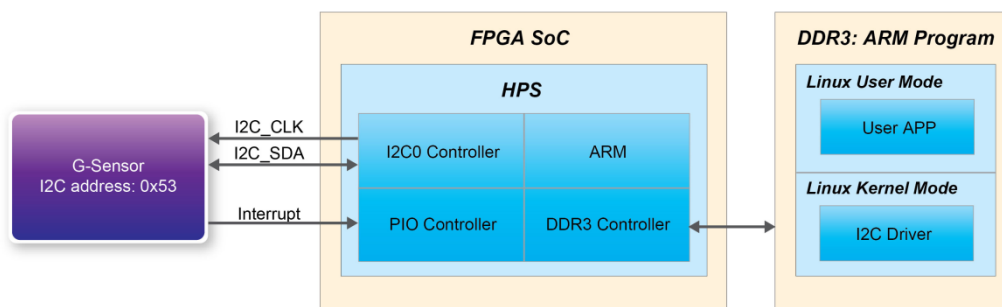 FPGA SoC
HPS
G-Sensor
I2C address: 0x53
I2C_CLK
I2C_SDA
Interrupt
I2C0 Controller
ARM
PIO Controller
DDR3 Controller
DDR3: ARM Program
Linux User Mode
User APP
Linux Kernel Mode
I2C Driver